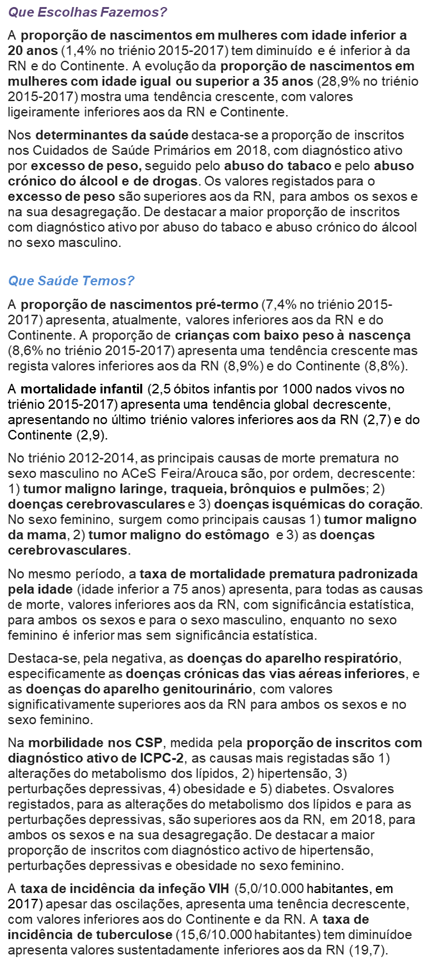 Que Escolhas Fazemos?
A proporção de nascimentos em mulheres com idade inferior a
20 anos (1,4% no triénio 2015-2017) tem diminuído e é inferior à da
RN e do Continente. A evolução da proporção de nascimentos em
mulheres com idade igual ou superior a 35 anos (28,9% no triénio
2015-2017) mostra uma tendência crescente, com valores
ligeiramente inferiores aos da RN e Continente.
Nos determinantes da saúde destaca-se a proporção de inscritos
nos Cuidados de Saúde Primários em 2018, com diagnóstico ativo
por excesso de peso, seguido pelo abuso do tabaco e pelo abuso
crónico do álcool e de drogas. Os valores registados para o
excesso de peso são superiores aos da RN, para ambos os sexos e
na sua desagregação. De destacar a maior proporção de inscritos
com diagnóstico ativo por abuso do tabaco e abuso crónico do álcool
no sexo masculino.
Que Saúde Temos?
A proporção de nascimentos pré-termo (7,4% no triénio 2015-
2017) apresenta, atualmente, valores inferiores aos da RN e do
Continente. A proporção de crianças com baixo peso à nascença
(8,6% no triénio 2015-2017) apresenta uma tendência crescente mas
regista valores inferiores aos da RN (8,9%) e do Continente (8,8%).
A mortalidade infantil (2,5 óbitos infantis por 1000 nados vivos no
triénio 2015-2017) apresenta uma tendência global decrescente,
apresentando no último triénio valores inferiores aos da RN (2,7) e do
Continente (2,9).
No triénio 2012-2014, as principais causas de morte prematura no
sexo masculino no ACeS Feira/Arouca são, por ordem, decrescente:
1) tumor maligno laringe, traqueia, brônquios e pulmões; 2)
doenças cerebrovasculares e 3) doenças isquémicas do coração.
No sexo feminino, surgem como principais causas 1) tumor maligno
da mama, 2) tumor maligno do estômago e 3) as doenças
cerebrovasculares.
No mesmo período, a taxa de mortalidade prematura padronizada
pela idade (idade inferior a 75 anos) apresenta, para todas as causas
de morte, valores inferiores aos da RN, com significância estatística,
para ambos os sexos e para o sexo masculino, enquanto no sexo
feminino é inferior mas sem significância estatística.
Destaca-se, pela negativa, as doenças do aparelho respiratório,
especificamente as doenças crónicas das vias aéreas inferiores, e
as doenças do aparelho genitourinário, com valores
significativamente superiores aos da RN para ambos os sexos e no
sexo feminino.
Na morbilidade nos CSP, medida pela proporção de inscritos com
diagnóstico ativo de ICPC-2, as causas mais registadas são 1)
alterações do metabolismo dos lípidos, 2) hipertensão, 3)
perturbações depressivas, 4) obesidade e 5) diabetes. Osvalores
registados, para as alterações do metabolismo dos lípidos e para as
perturbações depressivas, são superiores aos da RN, em 2018, para
ambos os sexos e na sua desagregação. De destacar a maior
proporção de inscritos com diagnóstico activo de hipertensão,
perturbações depressivas e obesidade no sexo feminino.
A taxa de incidência da infeção VIH (5,0/10.000 habitantes, em
2017) apesar das oscilações, apresenta uma tenência decrescente,
com valores inferiores aos do Continente e da RN. A taxa de
incidência de tuberculose (15,6/10.000 habitantes) tem diminuídoe
apresenta valores sustentadamente inferiores aos da RN (19,7).